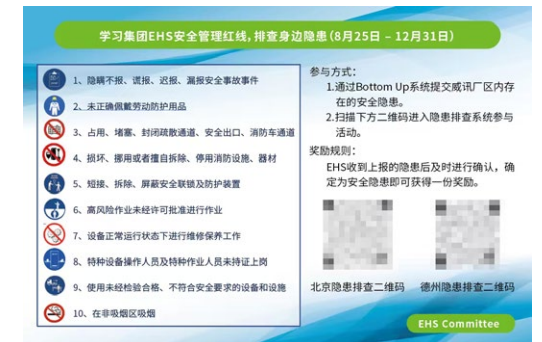 学习集团EHS安全管理红线,排查身边隐患(8月25日 – 12月31日)
1、隐瞒不报、谎报、迟报、漏报安全事故事件
2、未正确佩戴劳动防护用品
3、占用、堵塞、封闭疏散通道、安全出口、消防车通道
4、损坏、挪用或者擅自拆除、停用消防设施、器材
5、短接、拆除、屏蔽安全联锁及防护装置
6、高风险作业未经许可批准进行作业
7、设备正常运行状态下进行维修保养工作
8、特种设备操作人员及特种作业人员未持证上岗
9、使用未经检验合格、不符合安全要求的设备和设施
10、在非吸烟区吸烟
参与方式:
1.通过Bottom Up系统提交威讯厂区内存
在的安全隐患。
2.扫描下方二维码进入隐患排查系统参与
活动。
奖励规则:
EHS收到上报的隐患后及时进行确认,确
定为安全隐患即可获得一份奖励。
北京隐患排查二维码
德州隐患排查二维码
EHS Committee